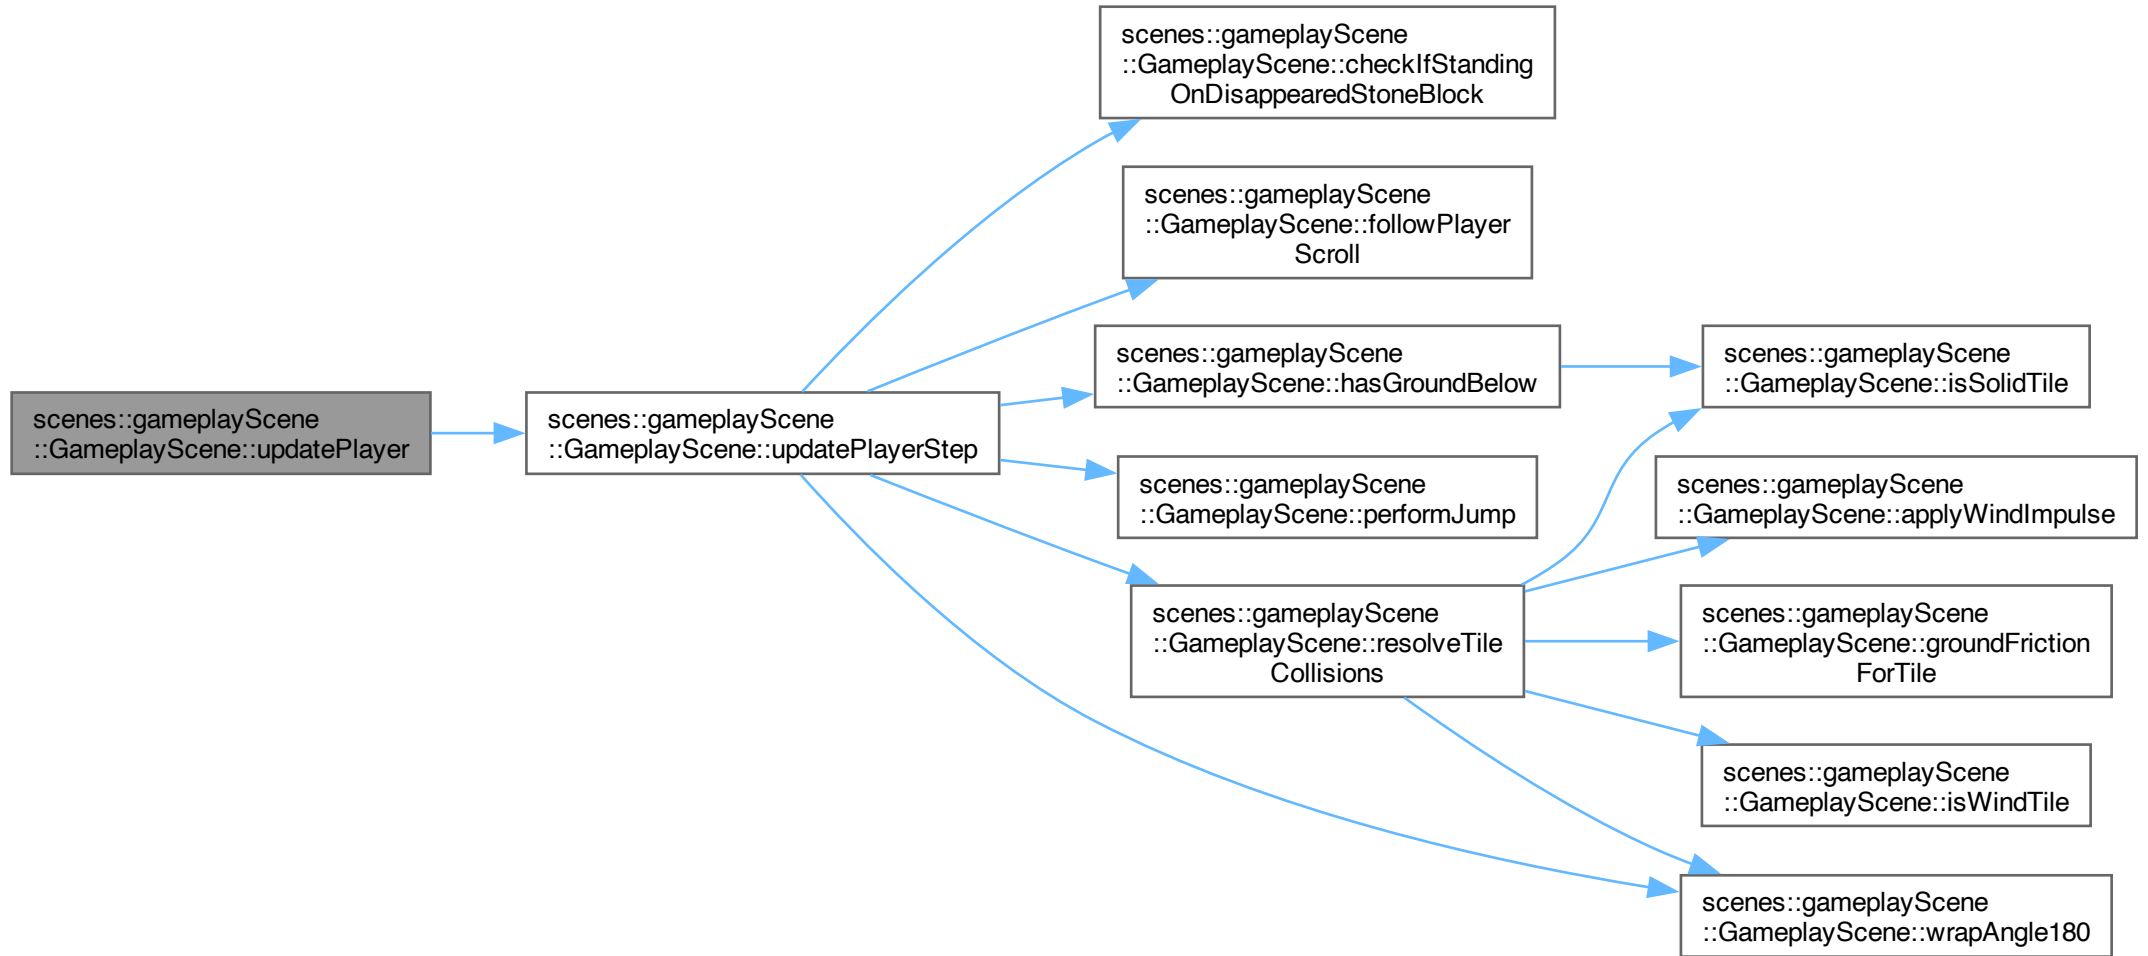 scenes::gameplayScene
::GameplayScene::checkIfStanding
OnDisappearedStoneBlock
scenes::gameplayScene
::GameplayScene::followPlayer
Scroll
scenes::gameplayScene
::GameplayScene::hasGroundBelow
scenes::gameplayScene
::GameplayScene::isSolidTile
scenes::gameplayScene
::GameplayScene::updatePlayer
scenes::gameplayScene
::GameplayScene::updatePlayerStep
scenes::gameplayScene
::GameplayScene::performJump
scenes::gameplayScene
::GameplayScene::applyWindImpulse
scenes::gameplayScene
::GameplayScene::resolveTile
Collisions
scenes::gameplayScene
::GameplayScene::groundFriction
ForTile
scenes::gameplayScene
::GameplayScene::isWindTile
scenes::gameplayScene
::GameplayScene::wrapAngle180